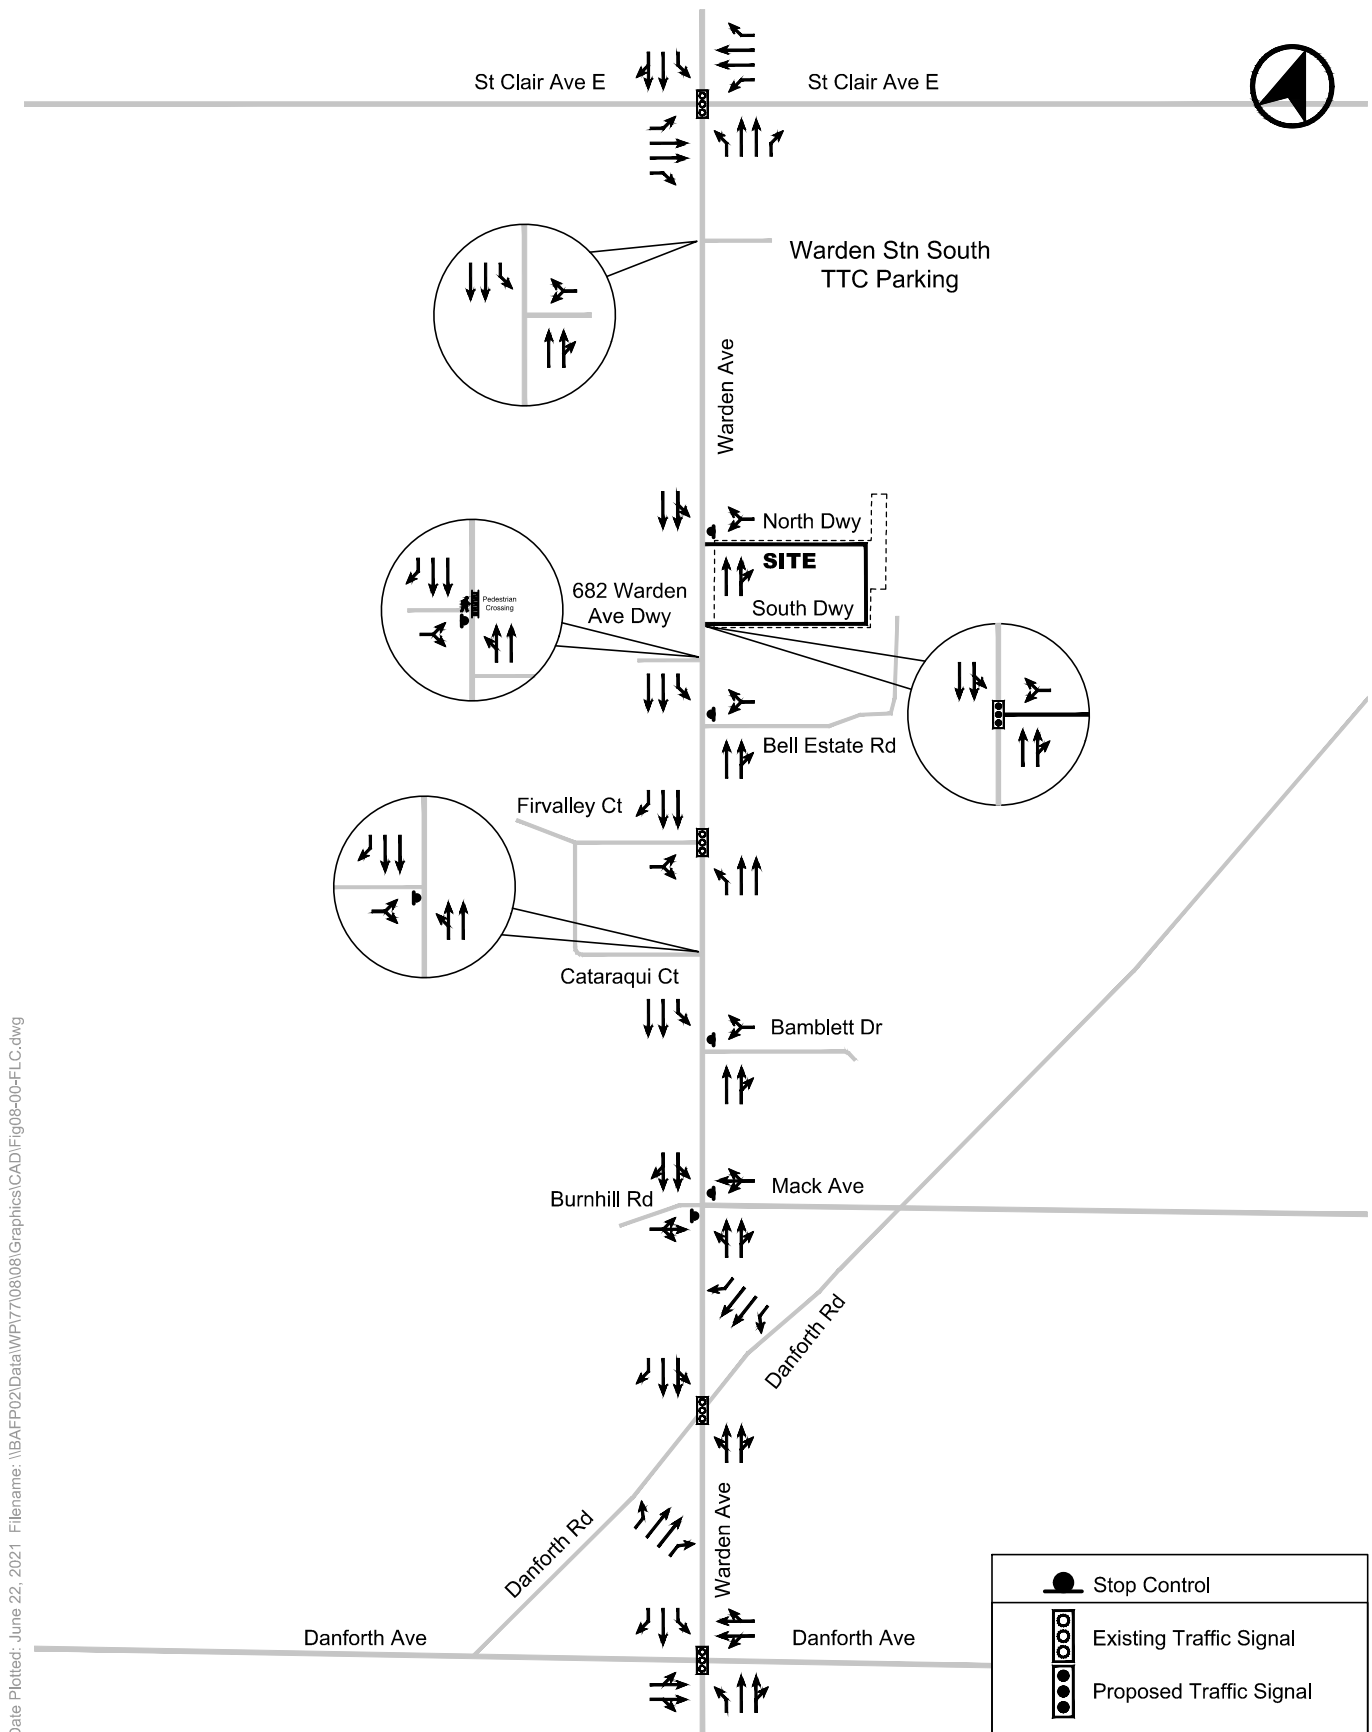 St Clair Ave E
St Clair Ave E
Warden Stn South
TTC Parking
Warden Ave
North Dwy
SITE
South Dwy
682 Warden
Ave Dwy
Pedestrian
Crossing
Bell Estate Rd
Firvalley Ct
Cataraqui Ct
Bamblett Dr
Burnhill Rd
Mack Ave
Danforth Rd
Danforth Rd
Warden Ave
Danforth Ave
Danforth Ave
Stop Control
Existing Traffic Signal
Proposed Traffic Signal
Date Plotted: June 22, 2021 Filename: \\BAFP02\Data\WP\77\08\08\Graphics\CAD\Fig08-00-FLC.dwg